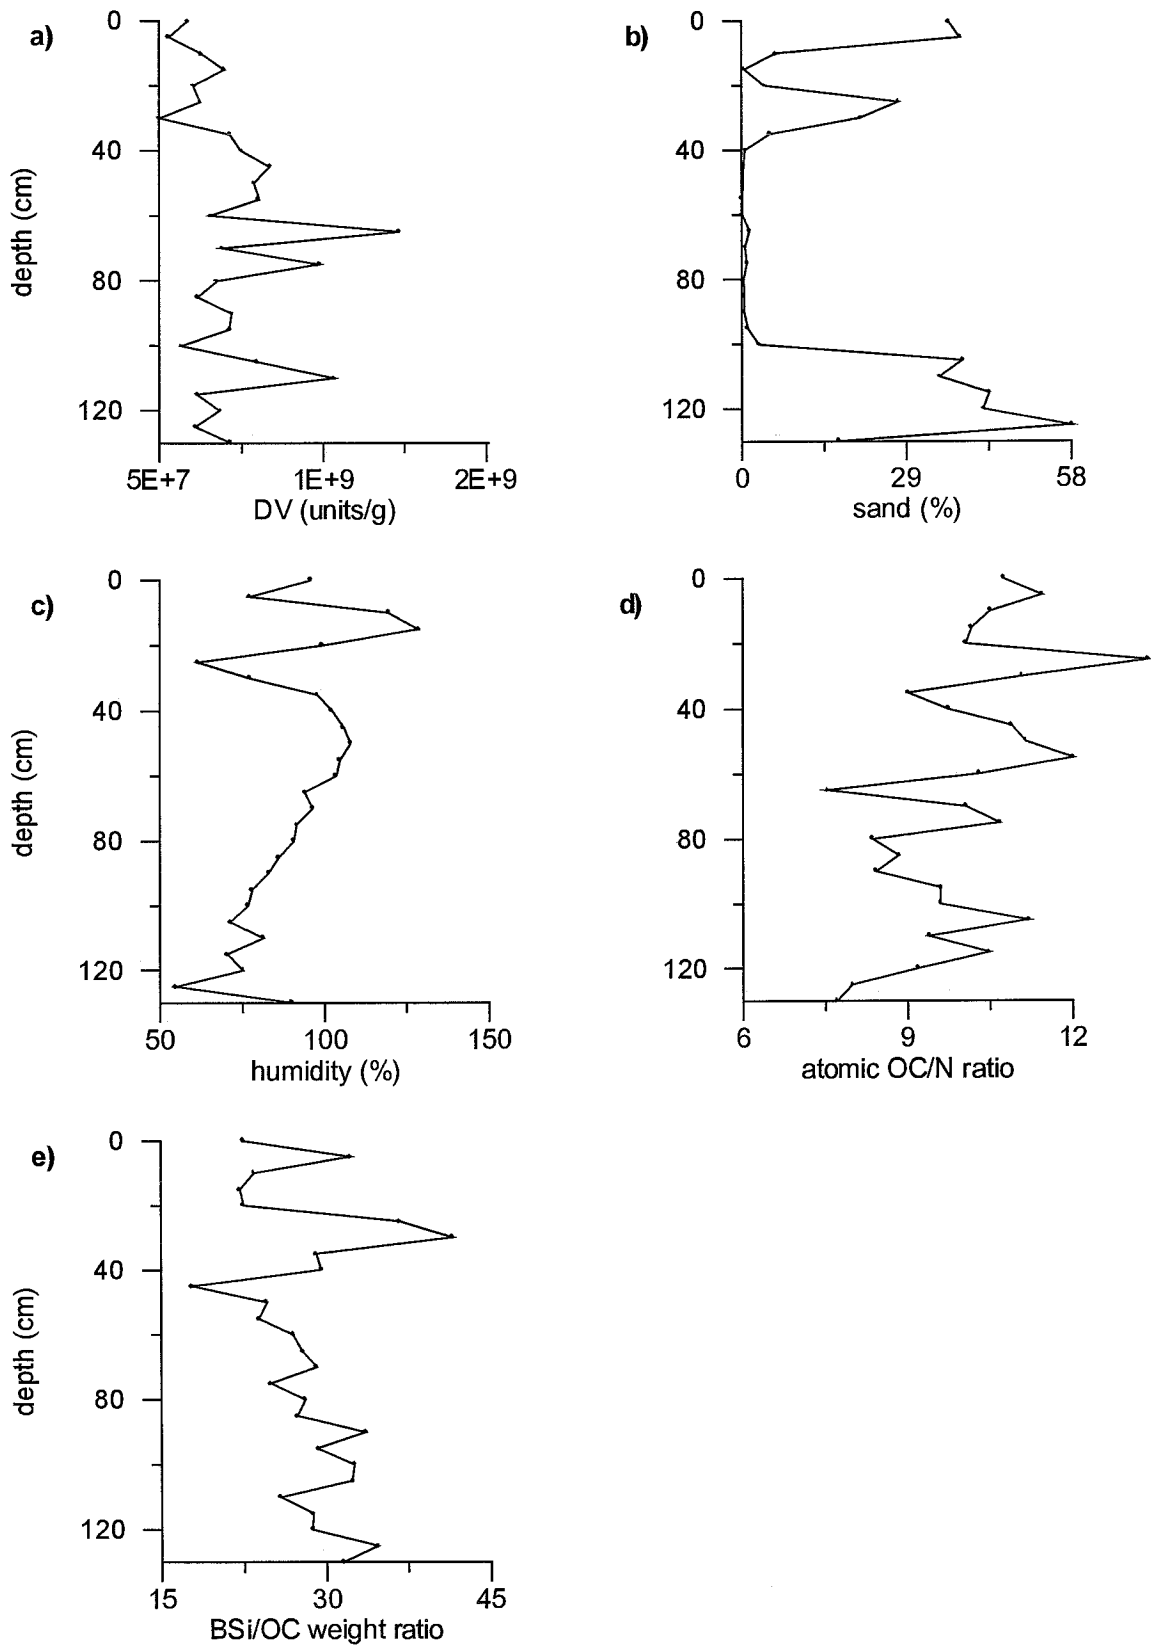 a)
0
40
80
120
depth (cm)
5E+7 1E+9 2E+9
DV (units/g)
b)
0
40
80
120
0 29 58
sand (%)
c)
0
40
80
120
depth (cm)
50 100 150
humidity (%)
d)
0
40
80
120
6 9 12
atomic OC/N ratio
e)
0
40
80
120
depth (cm)
15 30 45
BSi/OC weight ratio